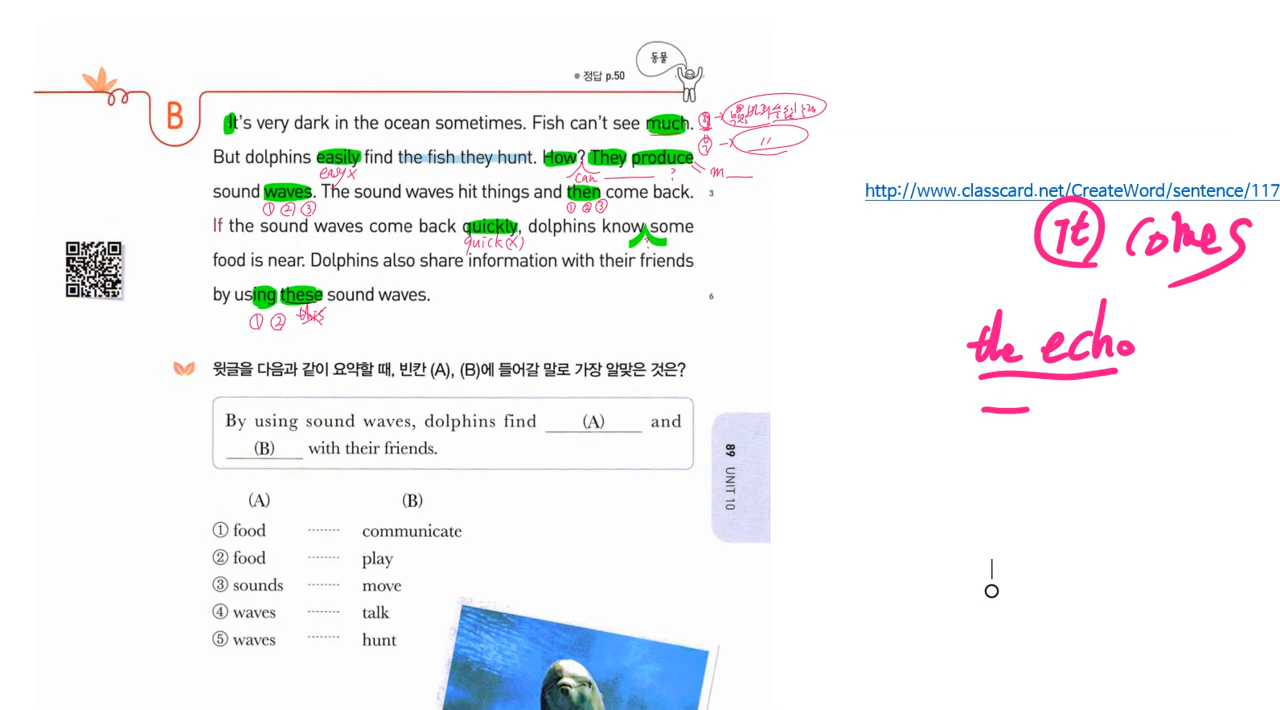 동물
● 정답 p.50
B
It's very dark in the ocean sometimes. Fish can't see much.
But dolphins easily find the fish they hunt. How? They produce
easy x
can ? m
sound waves. The sound waves hit things and then come back. 3
① ② ③ ① ② ③
If the sound waves come back quickly, dolphins know some
quick(x) ?
food is near. Dolphins also share information with their friends
by using these sound waves. 6
① ② this
http://www.classcard.net/CreateWord/sentence/117
It comes
the echo
윗글을 다음과 같이 요약할 때, 빈칸 (A), (B)에 들어갈 말로 가장 알맞은 것은?
By using sound waves, dolphins find (A) and
(B) with their friends.
(A) (B)
① food ········ communicate
② food ········ play
③ sounds ········ move
④ waves ········ talk
⑤ waves ········ hunt
89 UNIT 10